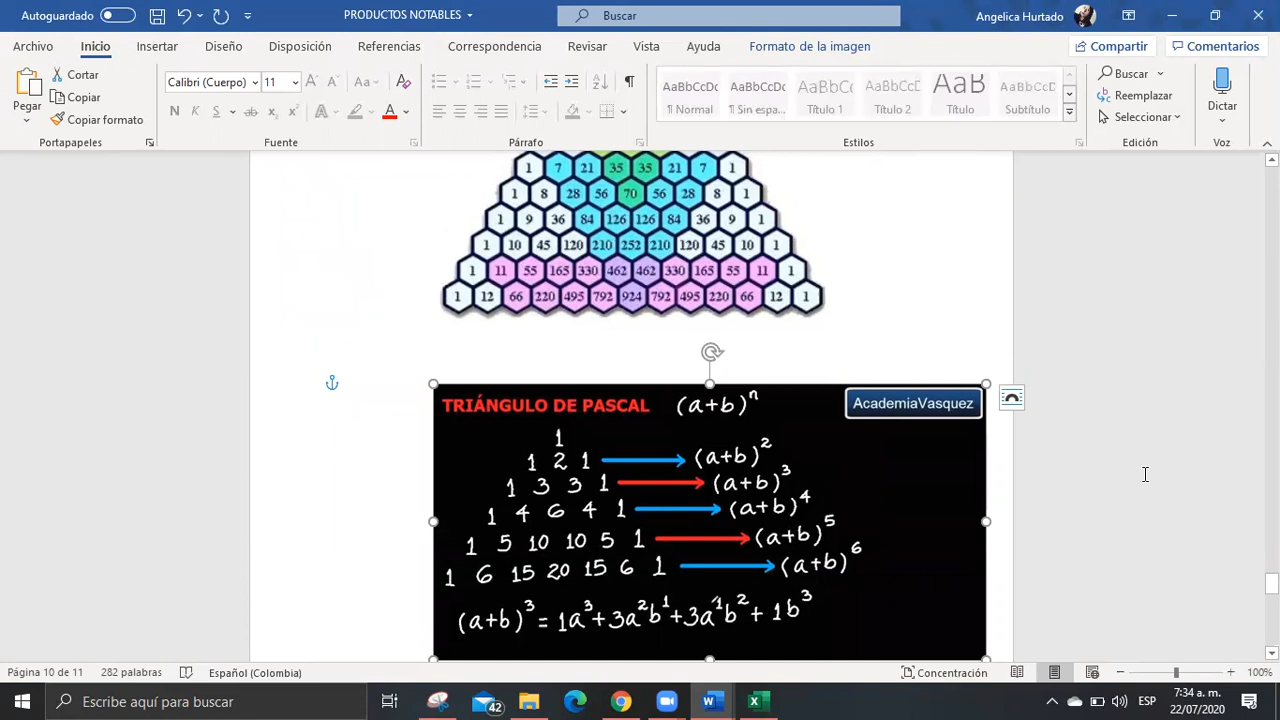 Autoguardado
PRODUCTOS NOTABLES
Buscar
Angelica Hurtado
Archivo Inicio Insertar Diseño Disposición Referencias Correspondencia Revisar Vista Ayuda Formato de la imagen
Compartir Comentarios
Pegar
Cortar
Copiar
Copiar formato
Portapapeles
Calibri (Cuerpo) 11
N K S
Fuente
Párrafo
AaBbCcDc AaBbCcDc AaBbCc AaBbCcC AaB AaBbCcC
¶ Normal ¶ Sin espa... Título 1 Título 2 Título Subtítulo
Estilos
Buscar
Reemplazar
Seleccionar
Edición
Dictar
Voz
1 7 21 35 35 21 7 1
1 8 28 56 70 56 28 8 1
1 9 36 84 126 126 84 36 9 1
1 10 45 120 210 252 210 120 45 10 1
1 11 55 165 330 462 462 330 165 55 11 1
1 12 66 220 495 792 924 792 495 220 66 12 1
TRIÁNGULO DE PASCAL (a+b)ⁿ
AcademiaVasquez
1
1 2 1 → (a+b)²
1 3 3 1 → (a+b)³
1 4 6 4 1 → (a+b)⁴
1 5 10 10 5 1 → (a+b)⁵
1 6 15 20 15 6 1 → (a+b)⁶
(a+b)³ = 1a³+3a²b¹+3a¹b²+ 1b³
Página 10 de 11 282 palabras Español (Colombia)
Concentración
100%
Escribe aquí para buscar
42
ESP
7:34 a. m.
22/07/2020